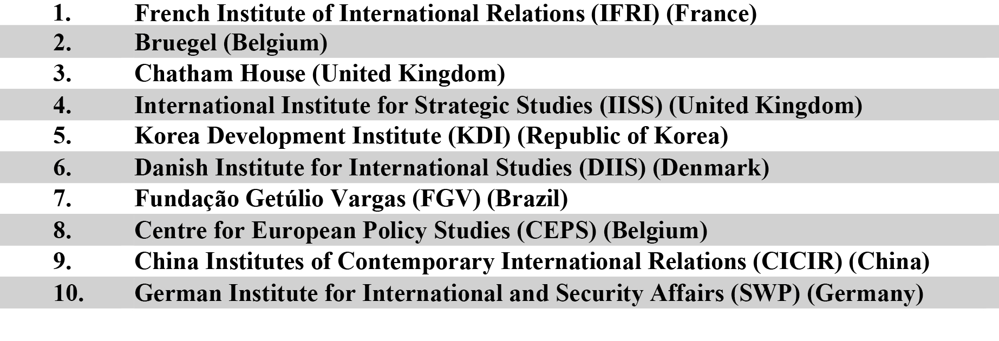 1. French Institute of International Relations (IFRI) (France)
2. Bruegel (Belgium)
3. Chatham House (United Kingdom)
4. International Institute for Strategic Studies (IISS) (United Kingdom)
5. Korea Development Institute (KDI) (Republic of Korea)
6. Danish Institute for International Studies (DIIS) (Denmark)
7. Fundação Getúlio Vargas (FGV) (Brazil)
8. Centre for European Policy Studies (CEPS) (Belgium)
9. China Institutes of Contemporary International Relations (CICIR) (China)
10. German Institute for International and Security Affairs (SWP) (Germany)